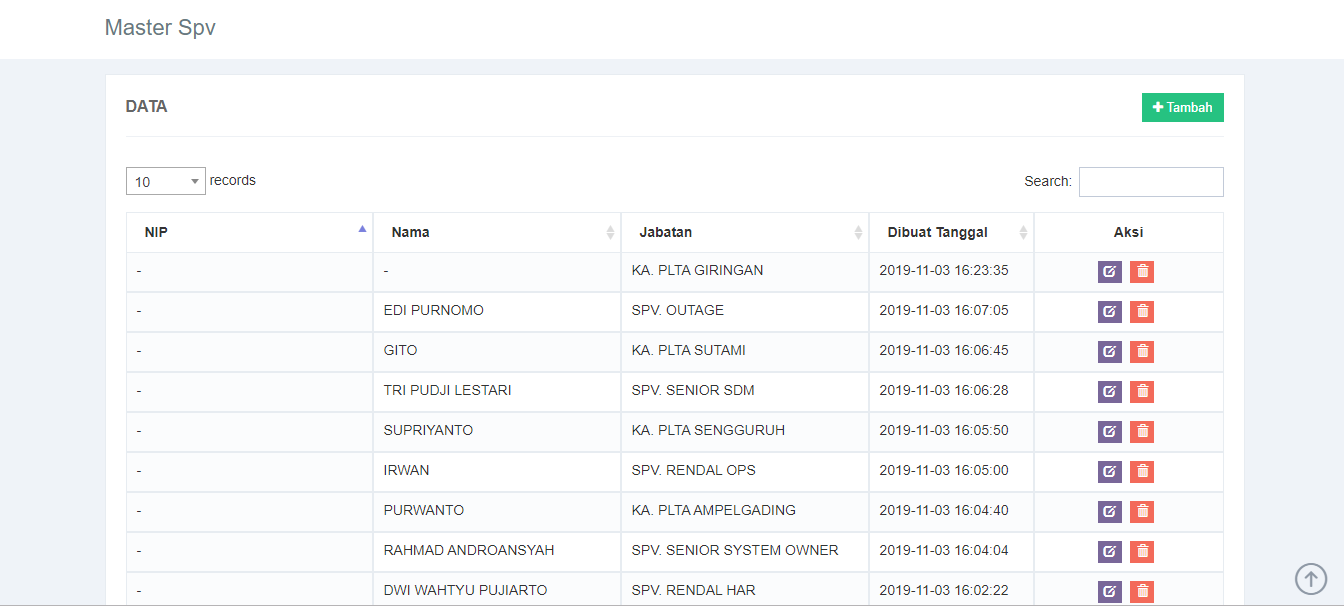 Master Spv
DATA
Tambah
10 records
Search:
NIP Nama Jabatan Dibuat Tanggal Aksi
- - KA. PLTA GIRINGAN 2019-11-03 16:23:35
- EDI PURNOMO SPV. OUTAGE 2019-11-03 16:07:05
- GITO KA. PLTA SUTAMI 2019-11-03 16:06:45
- TRI PUDJI LESTARI SPV. SENIOR SDM 2019-11-03 16:06:28
- SUPRIYANTO KA. PLTA SENGGURUH 2019-11-03 16:05:50
- IRWAN SPV. RENDAL OPS 2019-11-03 16:05:00
- PURWANTO KA. PLTA AMPELGADING 2019-11-03 16:04:40
- RAHMAD ANDROANSYAH SPV. SENIOR SYSTEM OWNER 2019-11-03 16:04:04
- DWI WAHTYU PUJIARTO SPV. RENDAL HAR 2019-11-03 16:02:22